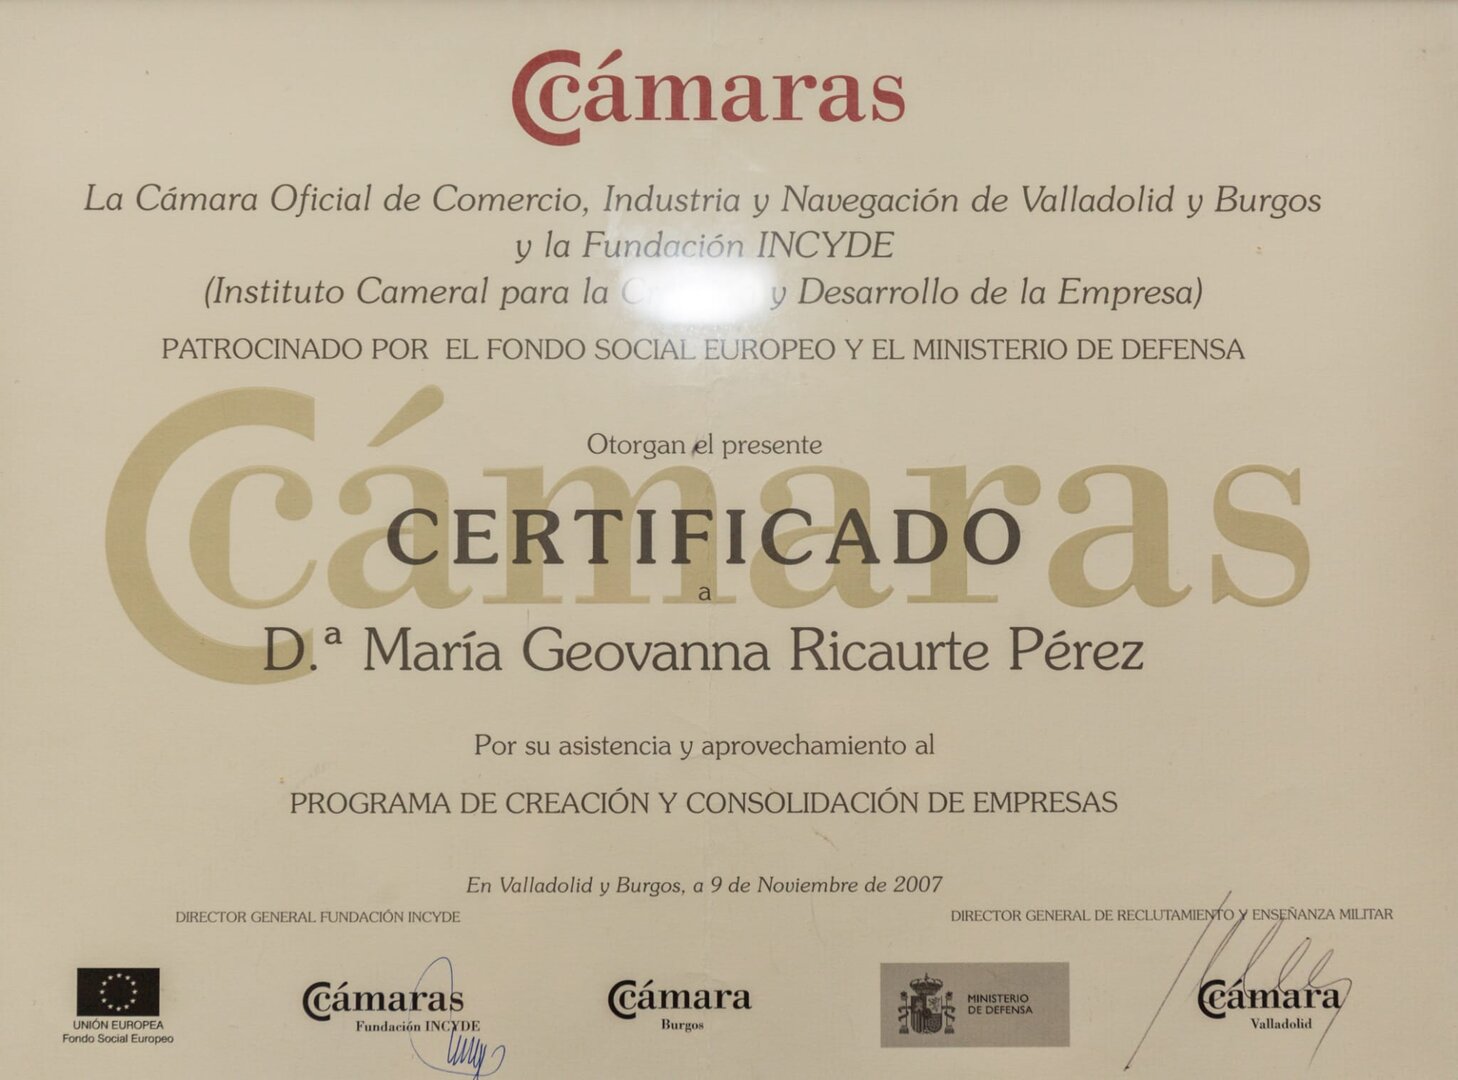 cámaras
La Cámara Oficial de Comercio, Industria y Navegación de Valladolid y Burgos
y la Fundación INCYDE
(Instituto Cameral para la y Desarrollo de la Empresa)
PATROCINADO POR EL FONDO SOCIAL EUROPEO Y EL MINISTERIO DE DEFENSA
cámaras
Otorgan el presente
CERTIFICADO
a
D.ª María Geovanna Ricaurte Pérez
Por su asistencia y aprovechamiento al
PROGRAMA DE CREACIÓN Y CONSOLIDACIÓN DE EMPRESAS
En Valladolid y Burgos, a 9 de Noviembre de 2007
DIRECTOR GENERAL FUNDACIÓN INCYDE
DIRECTOR GENERAL DE RECLUTAMIENTO Y ENSEÑANZA MILITAR
UNIÓN EUROPEA
Fondo Social Europeo
cámaras
Fundación INCYDE
cámara
Burgos
MINISTERIO
DE DEFENSA
cámara
Valladolid